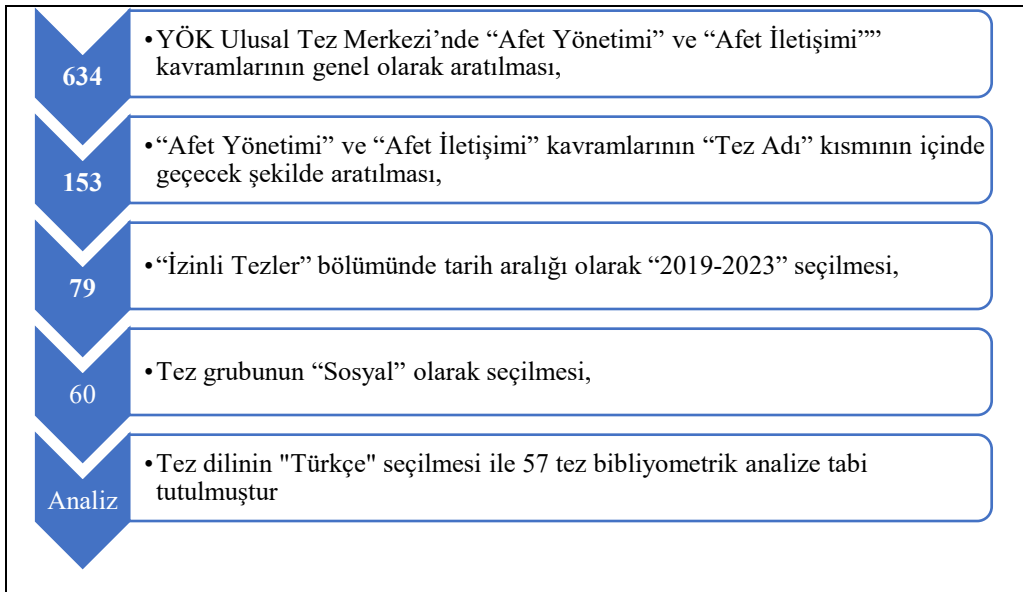 634
•YÖK Ulusal Tez Merkezi’nde “Afet Yönetimi” ve “Afet İletişimi””
kavramlarının genel olarak aratılması,
153
•“Afet Yönetimi” ve “Afet İletişimi” kavramlarının “Tez Adı” kısmının içinde
geçecek şekilde aratılması,
79
•“İzinli Tezler” bölümünde tarih aralığı olarak “2019-2023” seçilmesi,
60
•Tez grubunun “Sosyal” olarak seçilmesi,
Analiz
•Tez dilinin "Türkçe" seçilmesi ile 57 tez bibliyometrik analize tabi
tutulmuştur